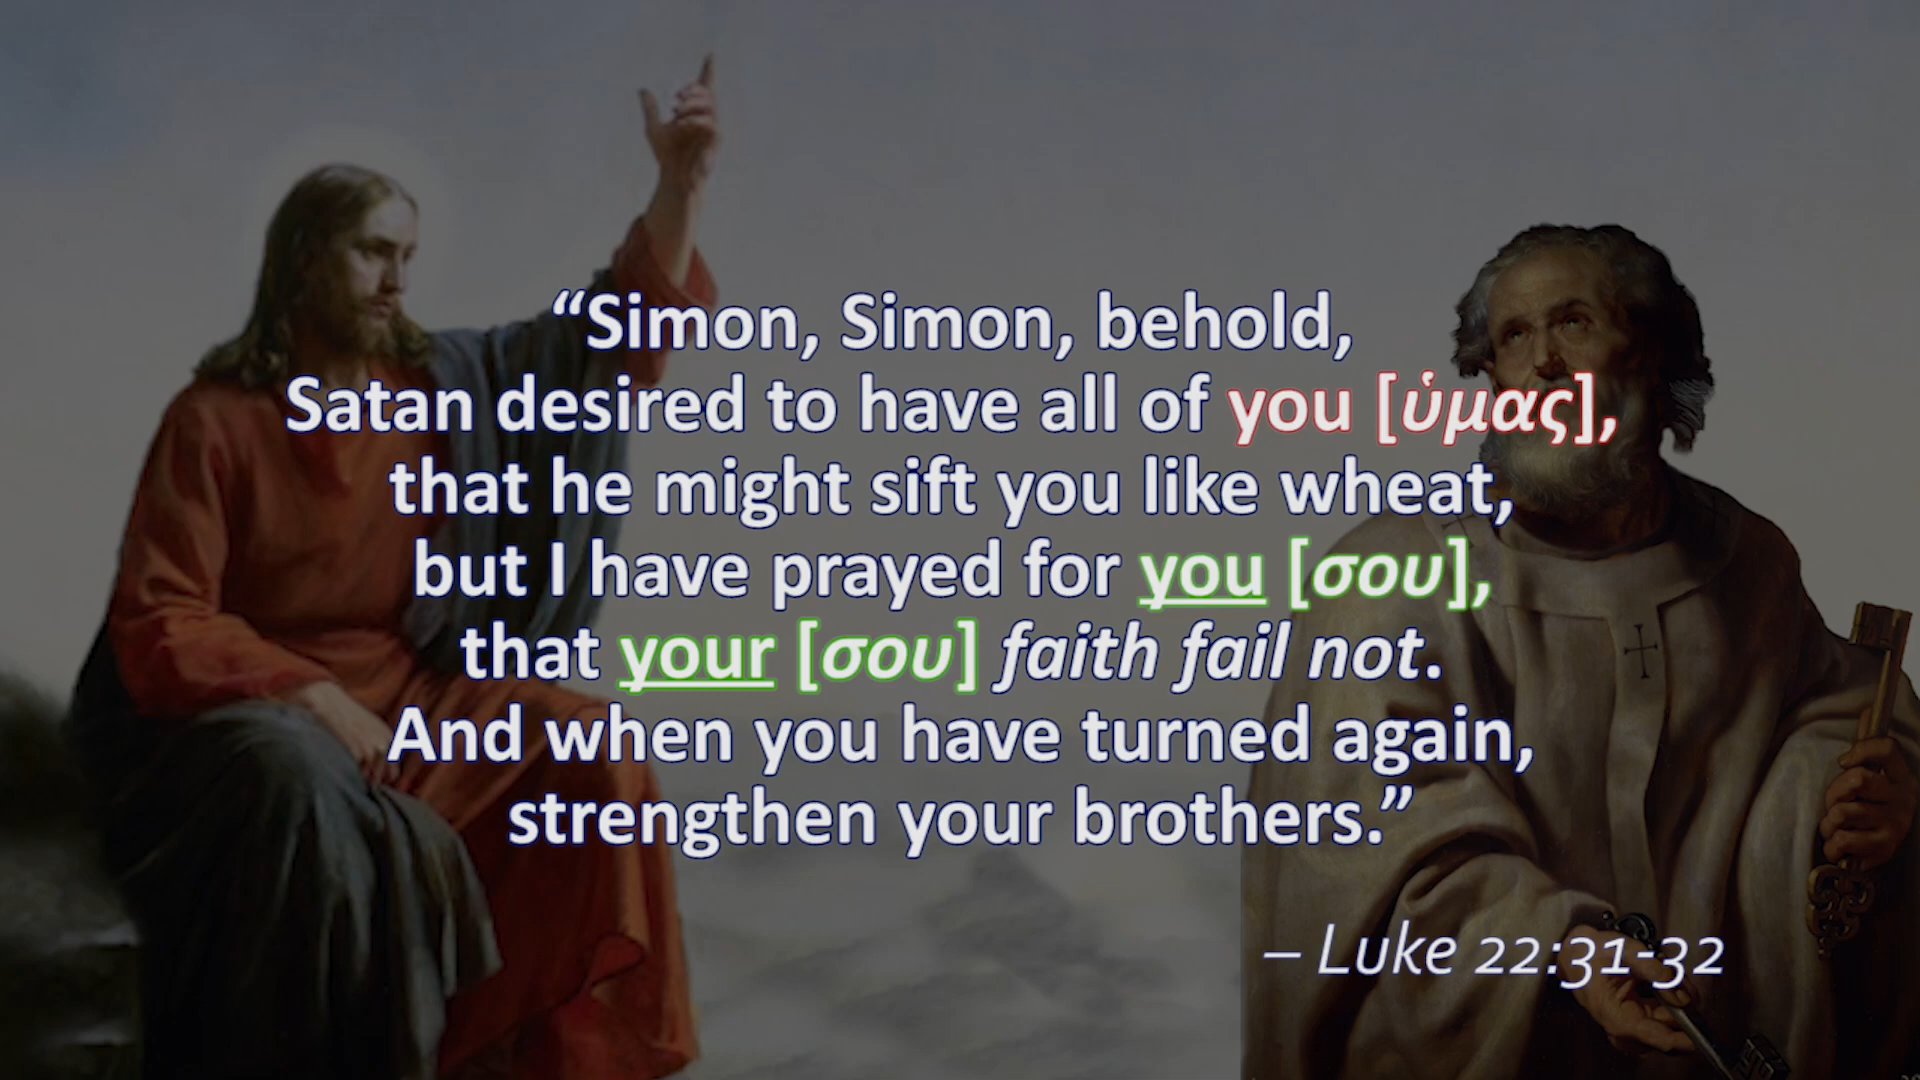 “Simon, Simon, behold,
Satan desired to have all of you [ὑμας],
that he might sift you like wheat,
but I have prayed for you [σου],
that your [σου] faith fail not.
And when you have turned again,
strengthen your brothers.”
– Luke 22:31-32